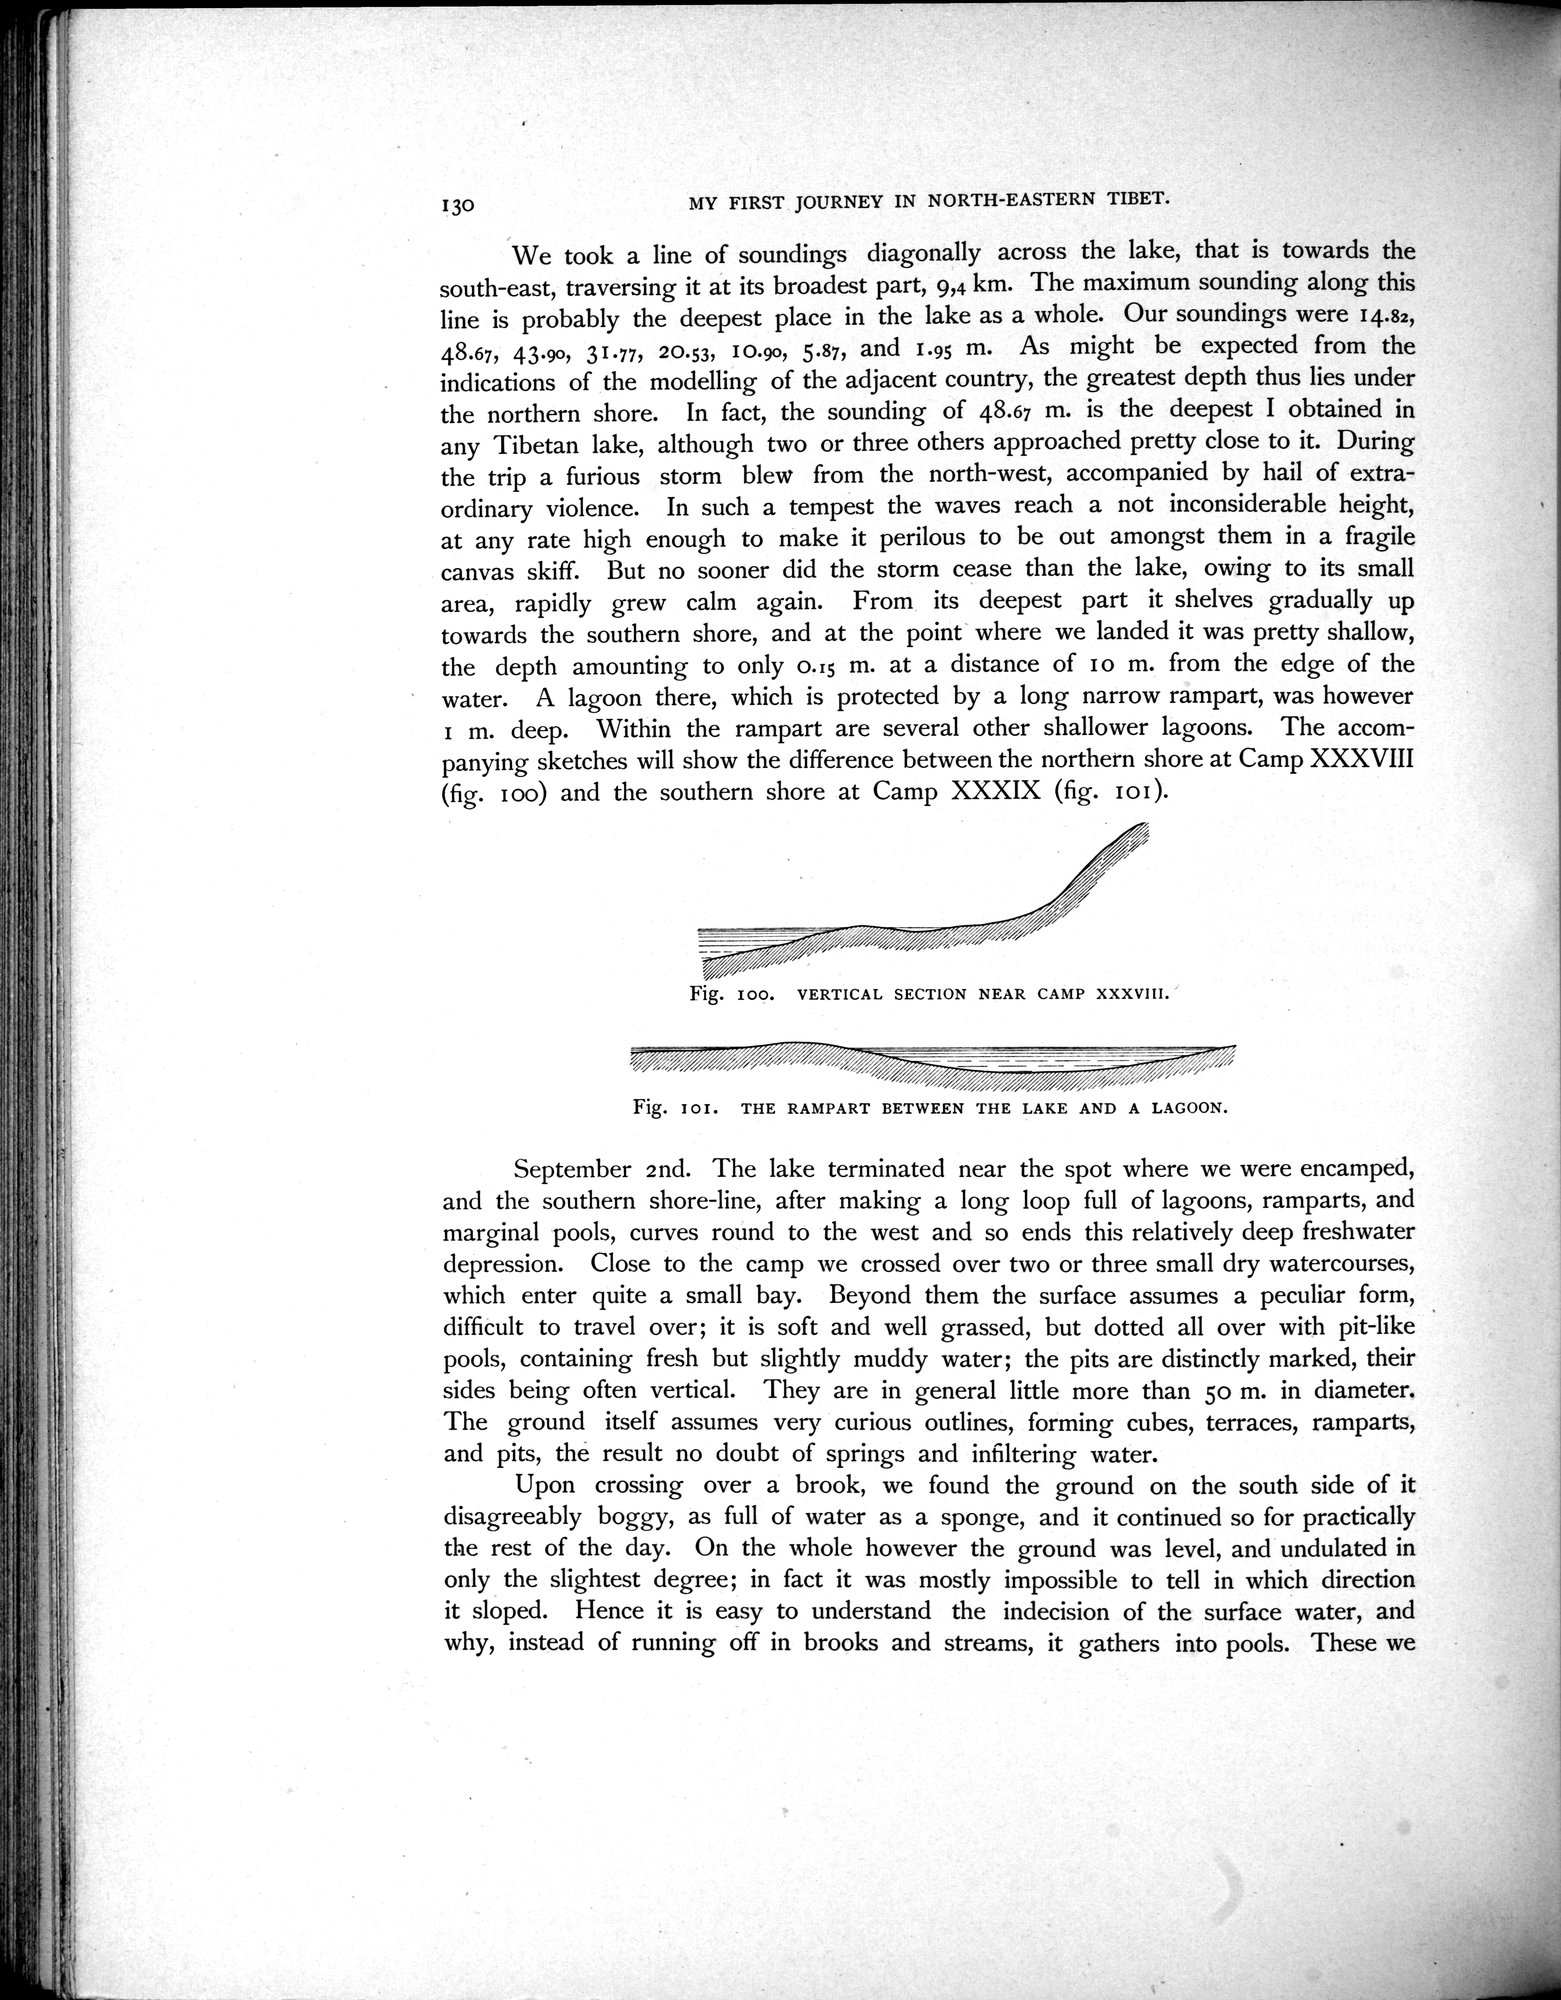 130
MY FIRST JOURNEY IN NORTH-EASTERN TIBET.
We took a line of soundings diagonally across the lake, that is towards the
south-east, traversing it at its broadest part, 9,4 km. The maximum sounding along this
line is probably the deepest place in the lake as a whole. Our soundings were 14.82,
48.67, 43.90, 31.77, 20.53, 10.90, 5.87, and 1.95 m. As might be expected from the
indications of the modelling of the adjacent country, the greatest depth thus lies under
the northern shore. In fact, the sounding of 48.67 m. is the deepest I obtained in
any Tibetan lake, although two or three others approached pretty close to it. During
the trip a furious storm blew from the north-west, accompanied by hail of extra-
ordinary violence. In such a tempest the waves reach a not inconsiderable height,
at any rate high enough to make it perilous to be out amongst them in a fragile
canvas skiff. But no sooner did the storm cease than the lake, owing to its small
area, rapidly grew calm again. From its deepest part it shelves gradually up
towards the southern shore, and at the point where we landed it was pretty shallow,
the depth amounting to only 0.15 m. at a distance of 10 m. from the edge of the
water. A lagoon there, which is protected by a long narrow rampart, was however
1 m. deep. Within the rampart are several other shallower lagoons. The accom-
panying sketches will show the difference between the northern shore at Camp XXXVIII
(fig. 100) and the southern shore at Camp XXXIX (fig. 101).
Fig. 100. VERTICAL SECTION NEAR CAMP XXXVIII.
Fig. 101. THE RAMPART BETWEEN THE LAKE AND A LAGOON.
September 2nd. The lake terminated near the spot where we were encamped,
and the southern shore-line, after making a long loop full of lagoons, ramparts, and
marginal pools, curves round to the west and so ends this relatively deep freshwater
depression. Close to the camp we crossed over two or three small dry watercourses,
which enter quite a small bay. Beyond them the surface assumes a peculiar form,
difficult to travel over; it is soft and well grassed, but dotted all over with pit-like
pools, containing fresh but slightly muddy water; the pits are distinctly marked, their
sides being often vertical. They are in general little more than 50 m. in diameter.
The ground itself assumes very curious outlines, forming cubes, terraces, ramparts,
and pits, the result no doubt of springs and infiltering water.
Upon crossing over a brook, we found the ground on the south side of it
disagreeably boggy, as full of water as a sponge, and it continued so for practically
the rest of the day. On the whole however the ground was level, and undulated in
only the slightest degree; in fact it was mostly impossible to tell in which direction
it sloped. Hence it is easy to understand the indecision of the surface water, and
why, instead of running off in brooks and streams, it gathers into pools. These we